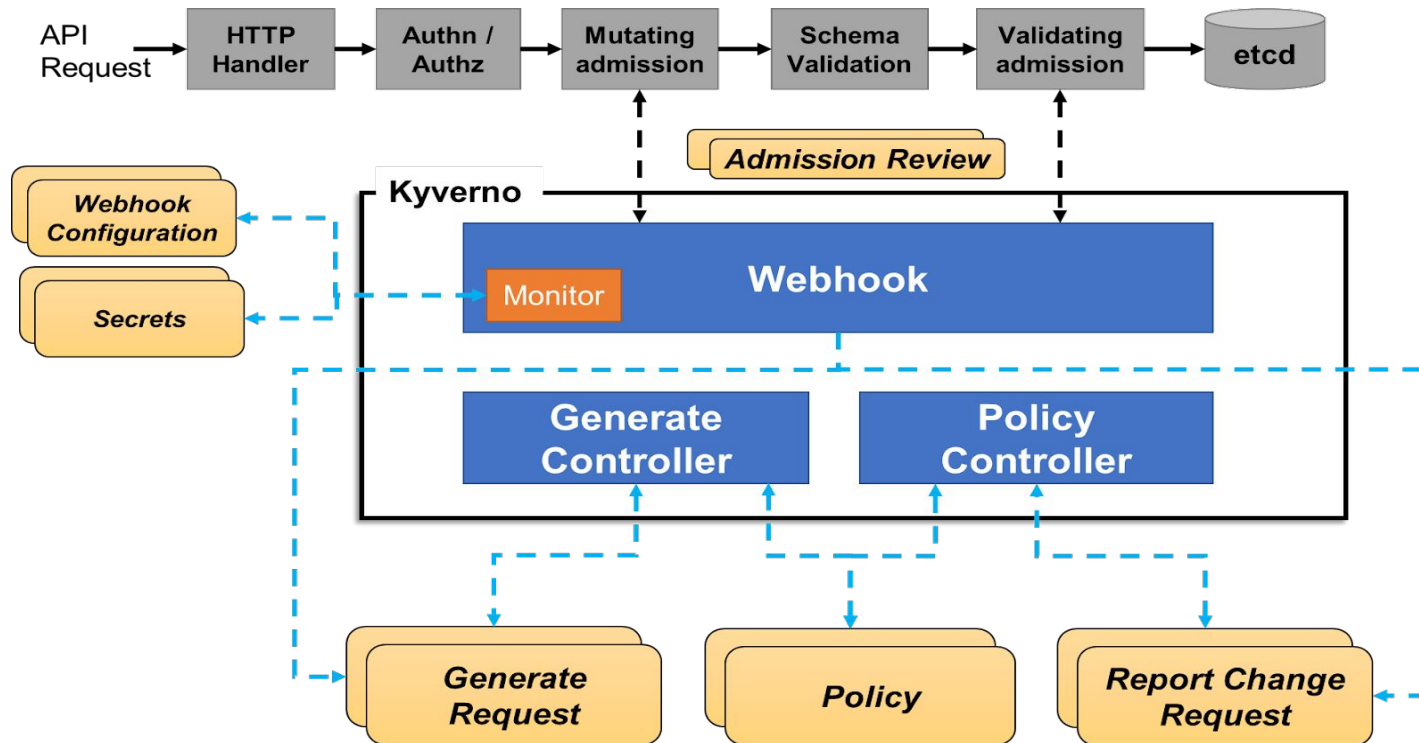 API
Request
HTTP
Handler
Authn /
Authz
Mutating
admission
Schema
Validation
Validating
admission
etcd
Admission Review
Webhook
Configuration
Secrets
Kyverno
Webhook
Monitor
Generate
Controller
Policy
Controller
Generate
Request
Policy
Report Change
Request